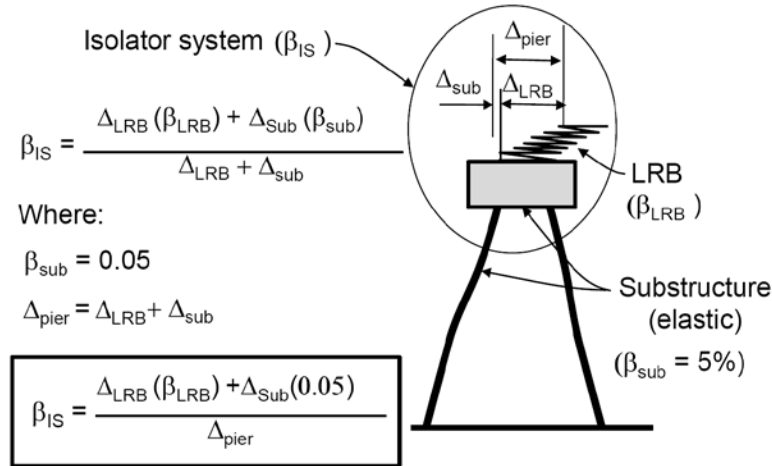 Isolator system (β_IS)
Δ_pier
Δ_sub
Δ_LRB
β_IS = (Δ_LRB (β_LRB) + Δ_Sub (β_sub)) / (Δ_LRB + Δ_sub)
LRB
(β_LRB)
Where:
β_sub = 0.05
Δ_pier = Δ_LRB + Δ_sub
Substructure
(elastic)
(β_sub = 5%)
β_IS = (Δ_LRB (β_LRB) + Δ_Sub (0.05)) / Δ_pier